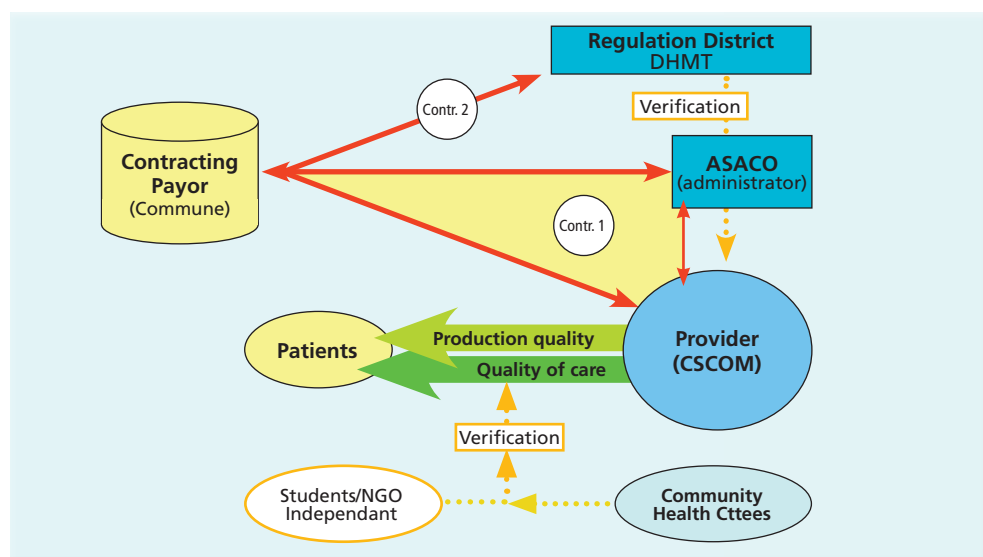 Regulation District
DHMT
Contr. 2
Verification
Contracting
Payor
(Commune)
ASACO
(administrator)
Contr. 1
Production quality
Patients
Provider
(CSCOM)
Quality of care
Verification
Students/NGO
Independant
Community
Health Cttees